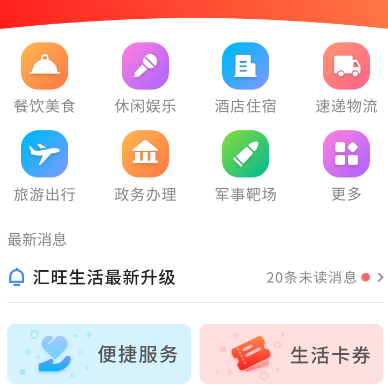 餐饮美食 休闲娱乐 酒店住宿 速递物流
旅游出行 政务办理 军事靶场 更多
最新消息
汇旺生活最新升级 20条未读消息
便捷服务 生活卡券